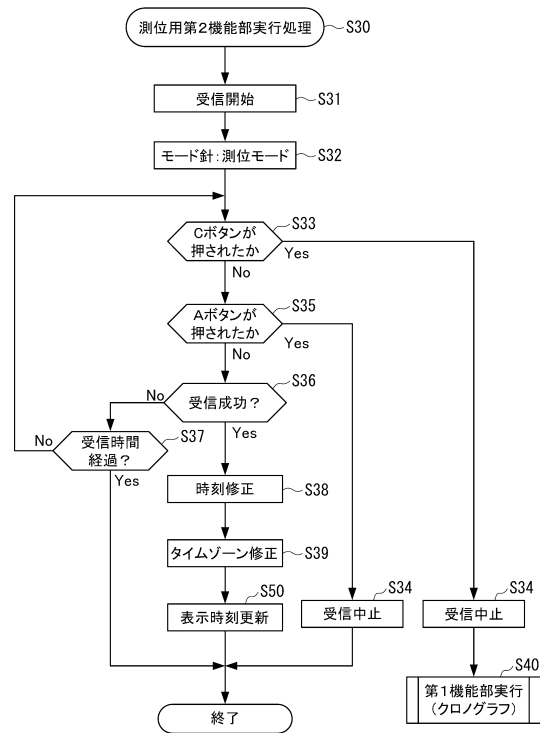 測位用第2機能部実行処理
S30
受信開始
S31
モード針:測位モード
S32
Cボタンが
押されたか
S33
Yes
No
Aボタンが
押されたか
S35
Yes
No
受信成功?
S36
No
Yes
受信時間
経過?
S37
No
Yes
時刻修正
S38
タイムゾーン修正
S39
表示時刻更新
S50
受信中止
S34
受信中止
S34
第1機能部実行
(クロノグラフ)
S40
終了